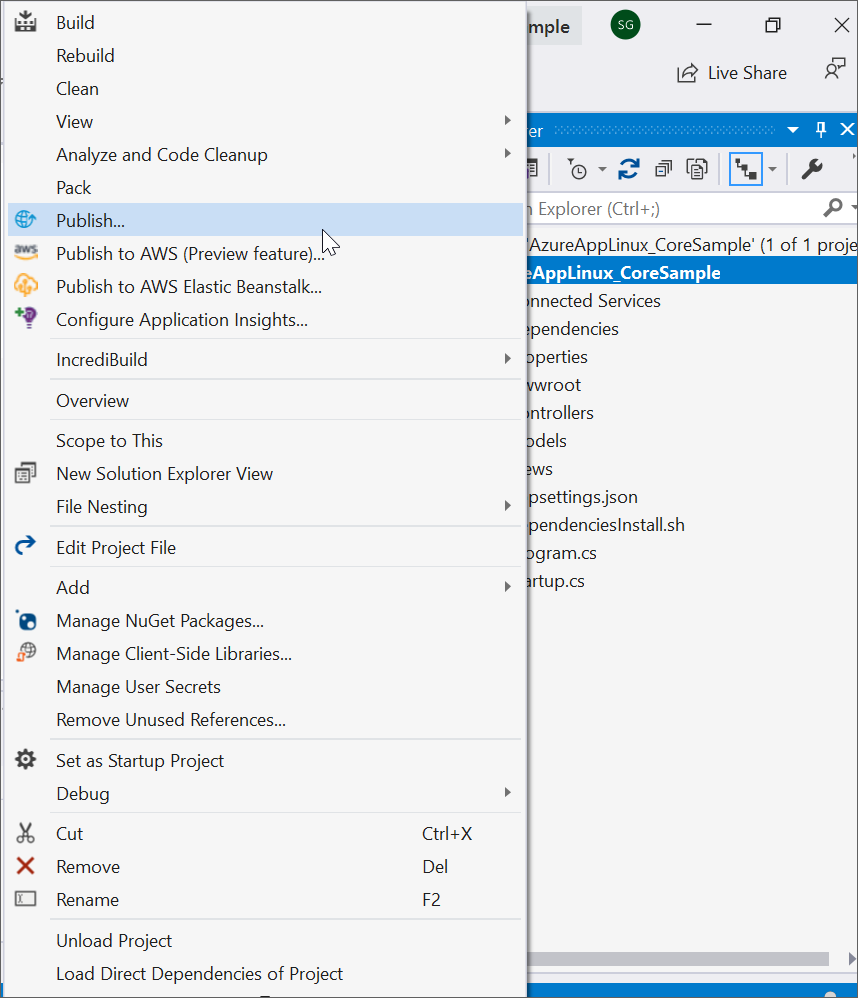 Build
Rebuild
Clean
View
Analyze and Code Cleanup
Pack
Publish...
aws
Publish to AWS (Preview feature)...
Publish to AWS Elastic Beanstalk...
Configure Application Insights...
IncrediBuild
Overview
Scope to This
New Solution Explorer View
File Nesting
Edit Project File
Add
Manage NuGet Packages...
Manage Client-Side Libraries...
Manage User Secrets
Remove Unused References...
Set as Startup Project
Debug
Cut Ctrl+X
Remove Del
Rename F2
Unload Project
Load Direct Dependencies of Project
mple
SG
Live Share
rer
Explorer (Ctrl+;)
'AzureAppLinux_CoreSample' (1 of 1 proje
eAppLinux_CoreSample
nnected Services
ependencies
operties
wwroot
ontrollers
odels
ews
psettings.json
pendenciesInstall.sh
ogram.cs
artup.cs